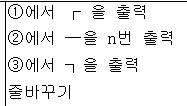 ①에서 ┌ 을 출력
②에서 ─을 n번 출력
③에서 ┐을 출력
줄바꾸기